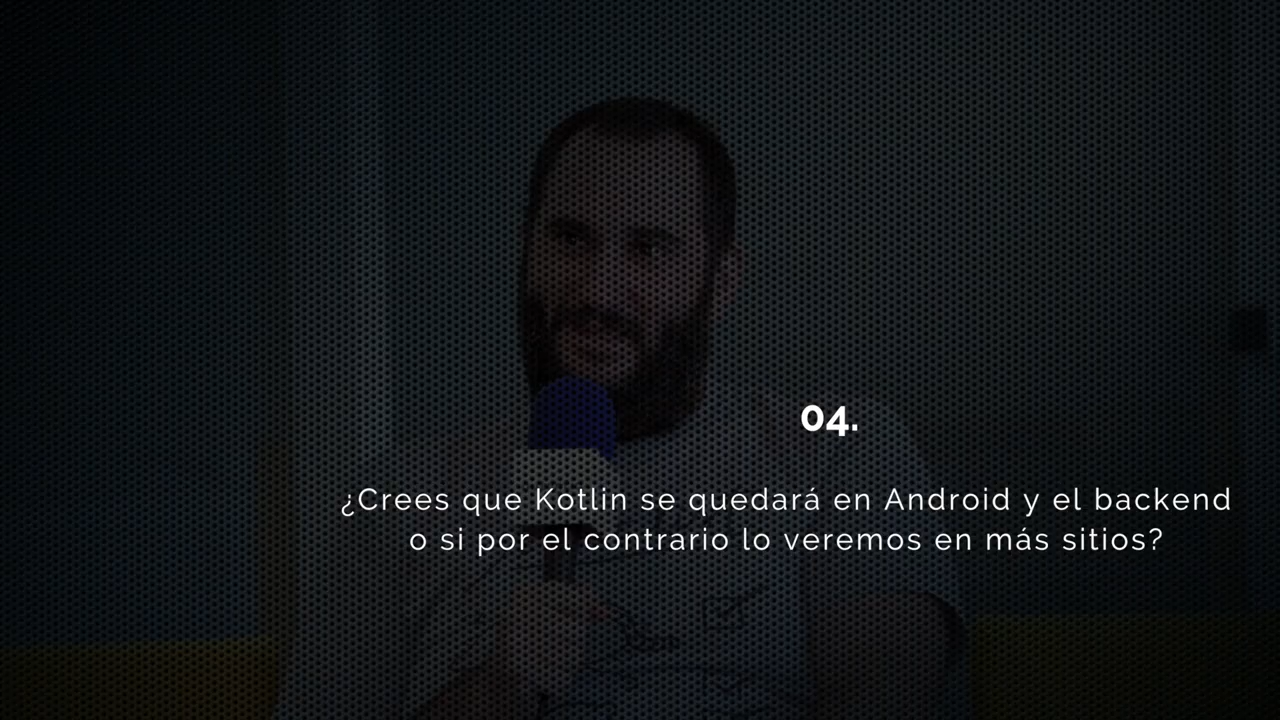 04.
¿Crees que Kotlin se quedará en Android y el backend
o si por el contrario lo veremos en más sitios?